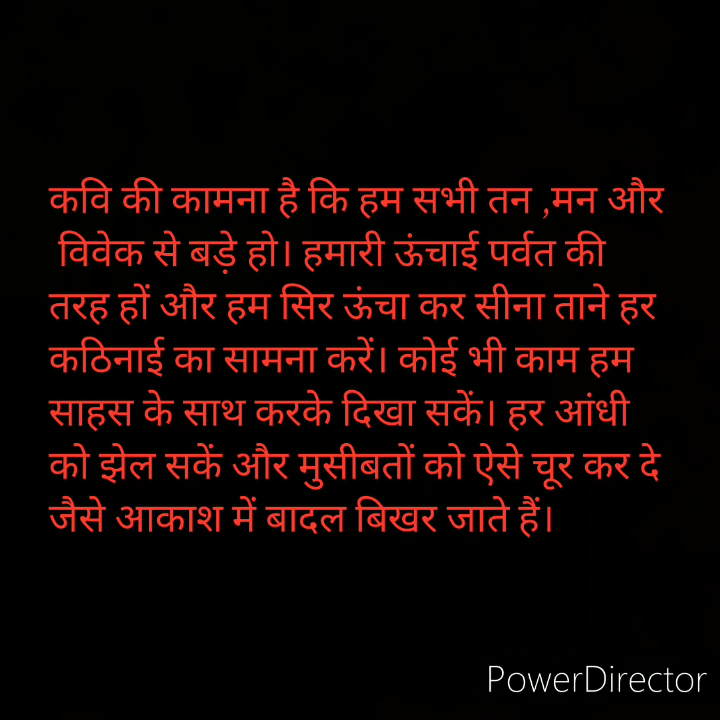 कवि की कामना है कि हम सभी तन ,मन और
विवेक से बड़े हो। हमारी ऊंचाई पर्वत की
तरह हों और हम सिर ऊंचा कर सीना ताने हर
कठिनाई का सामना करें। कोई भी काम हम
साहस के साथ करके दिखा सकें। हर आंधी
को झेल सकें और मुसीबतों को ऐसे चूर कर दे
जैसे आकाश में बादल बिखर जाते हैं।
PowerDirector